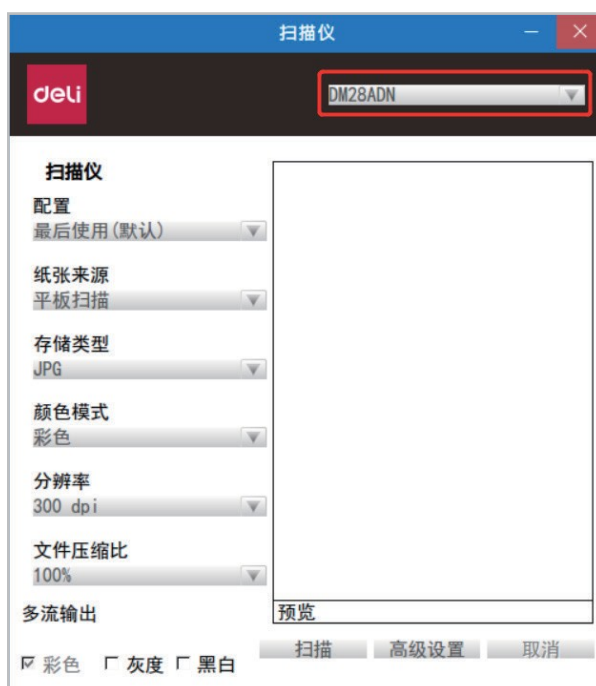 扫描仪
deli
DM28ADN
扫描仪
配置
最后使用(默认)
纸张来源
平板扫描
存储类型
JPG
颜色模式
彩色
分辨率
300 dpi
文件压缩比
100%
多流输出
彩色 灰度 黑白
预览
扫描 高级设置 取消